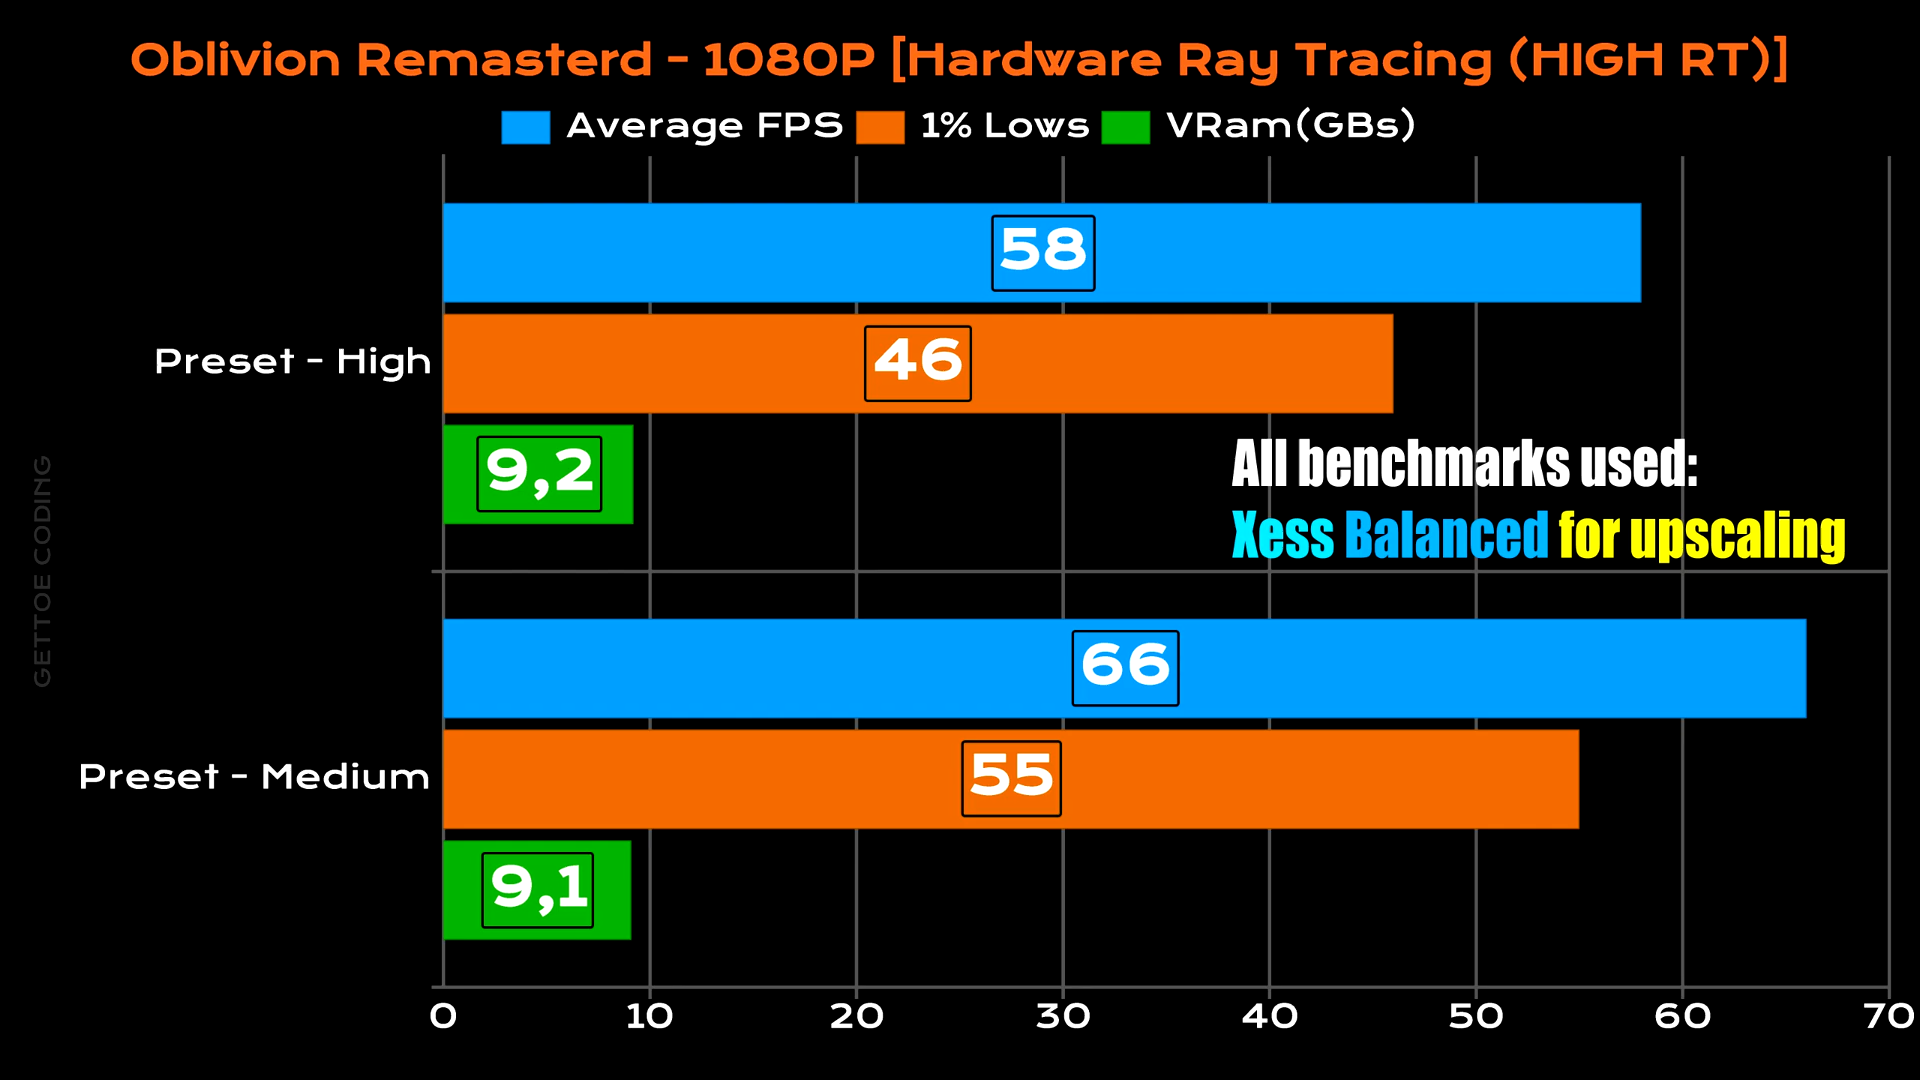 Oblivion Remasterd - 1080P [Hardware Ray Tracing (HIGH RT)]
Average FPS 1% Lows VRam(GBs)
58
Preset - High
46
9,2
All benchmarks used:
Xess Balanced for upscaling
GETTOE CODING
66
Preset - Medium
55
9,1
0 10 20 30 40 50 60 70